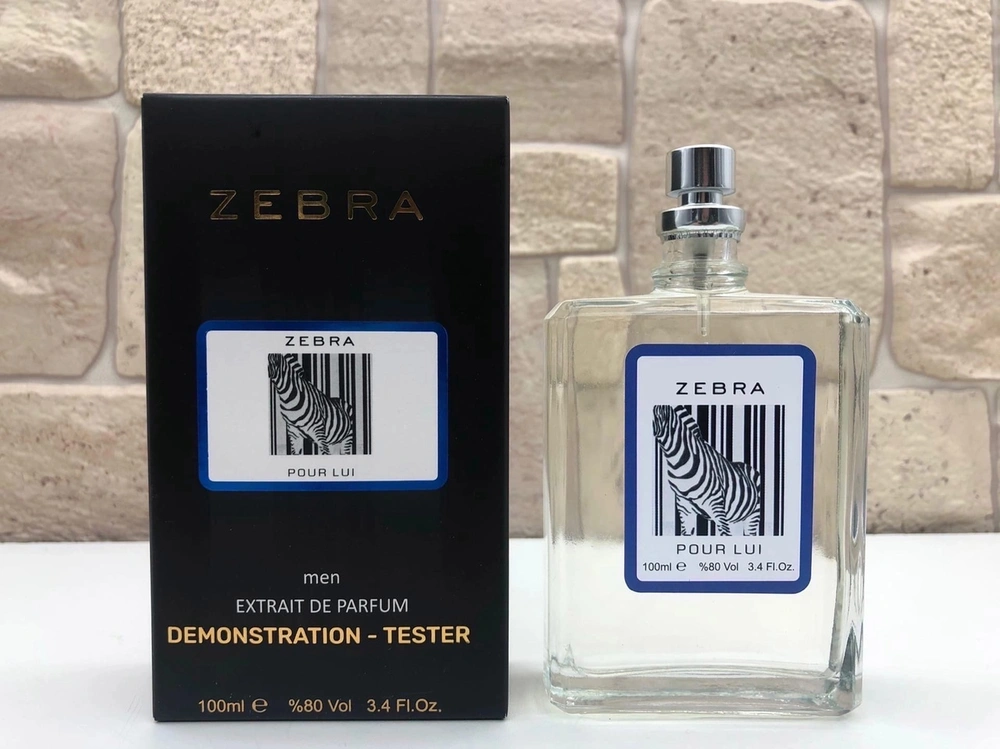 ZEBRA
ZEBRA
POUR LUI
men
EXTRAIT DE PARFUM
DEMONSTRATION - TESTER
100ml ℮ %80 Vol 3.4 Fl.Oz.
ZEBRA
POUR LUI
100ml ℮ %80 Vol 3.4 Fl.Oz.